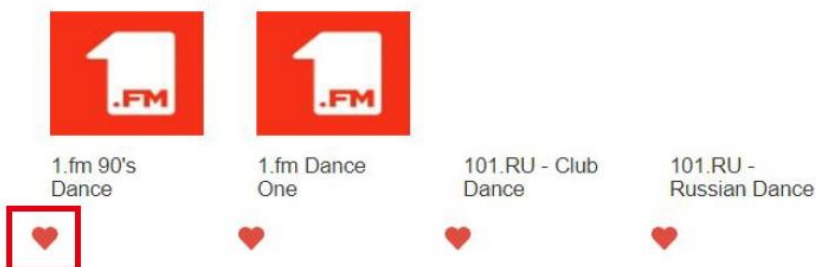 .FM
.FM
1.fm 90's
Dance
1.fm Dance
One
101.RU - Club
Dance
101.RU -
Russian Dance